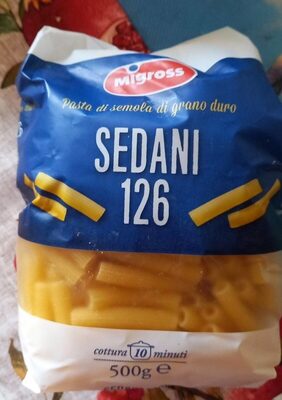 Migross
Pasta di semola di grano duro
SEDANI
126
cottura 10 minuti
500g e